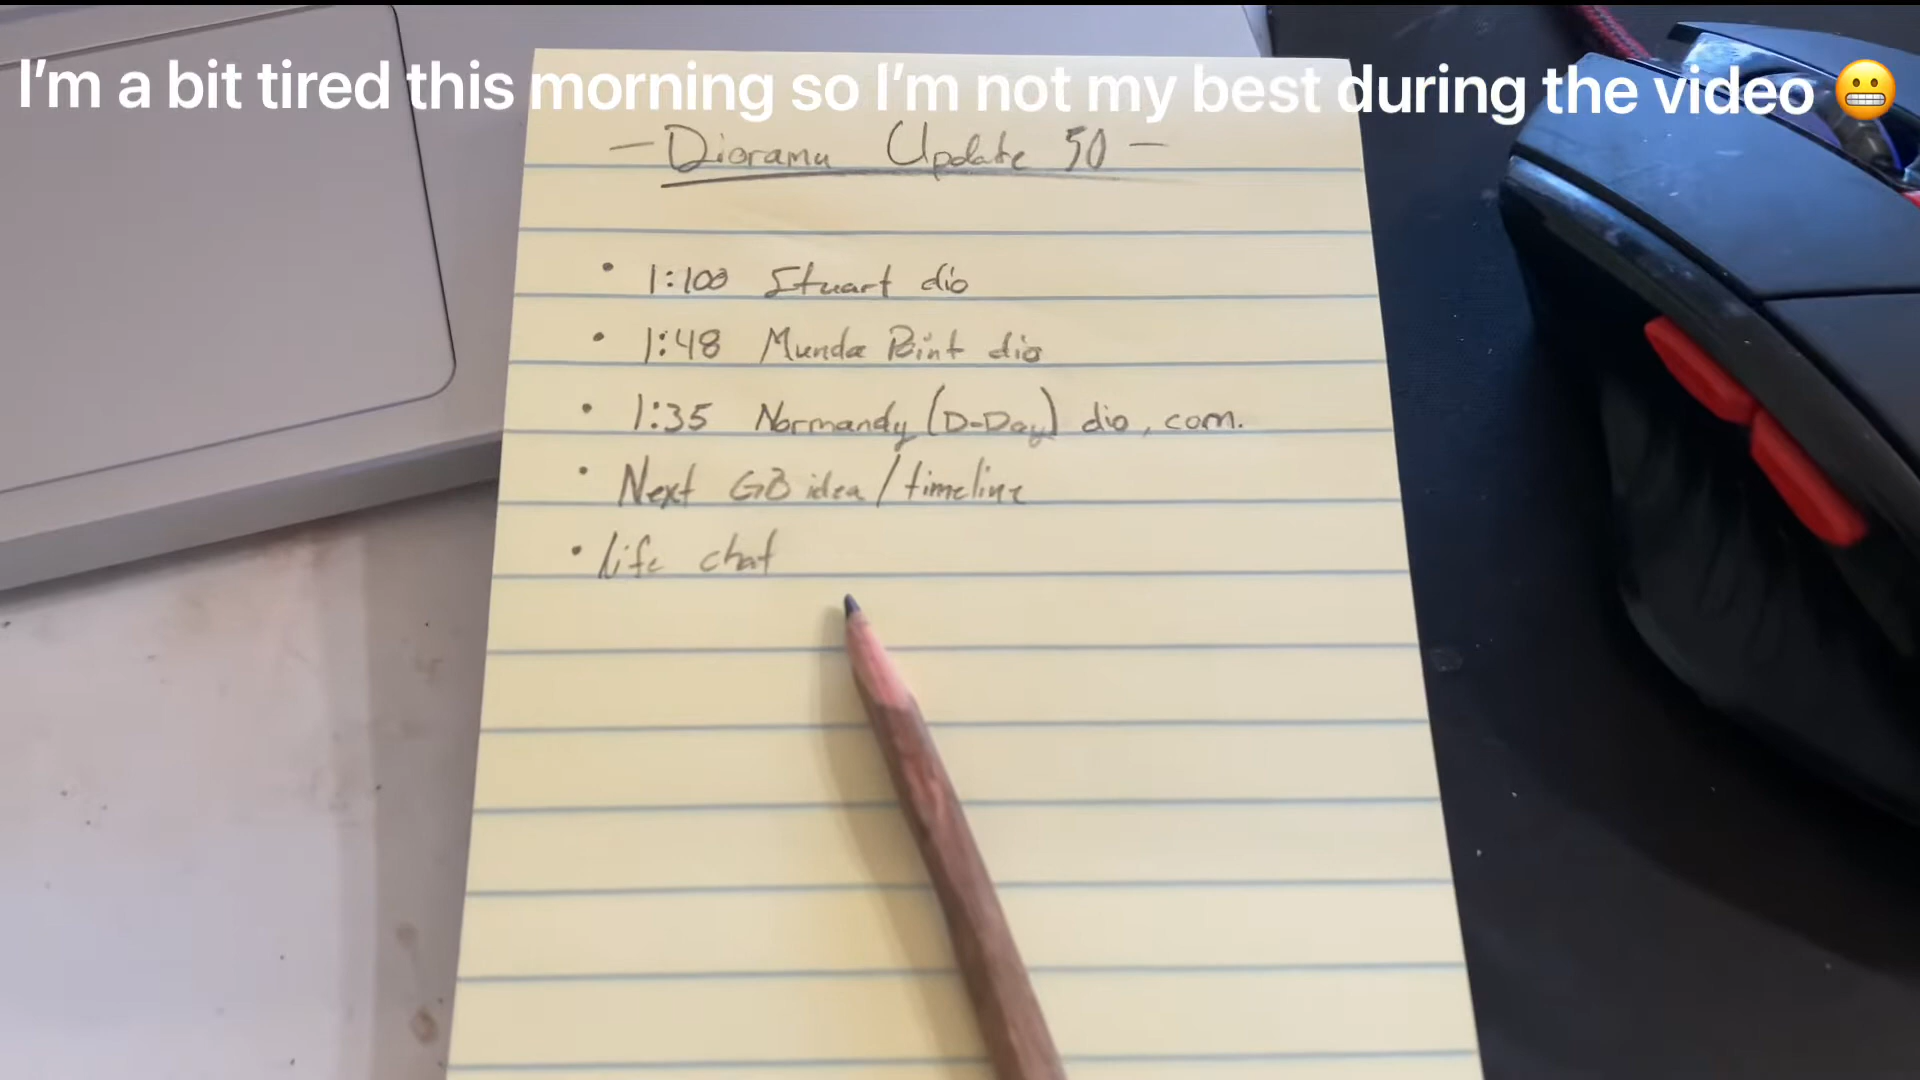 I’m a bit tired this morning so I’m not my best during the video 😬
— Diorama Update 50 —
• 1:100 Stuart dio
• 1:48 Munda Point dio
• 1:35 Normandy (D-Day) dio, com.
• Next GB idea/timeline
• life chat